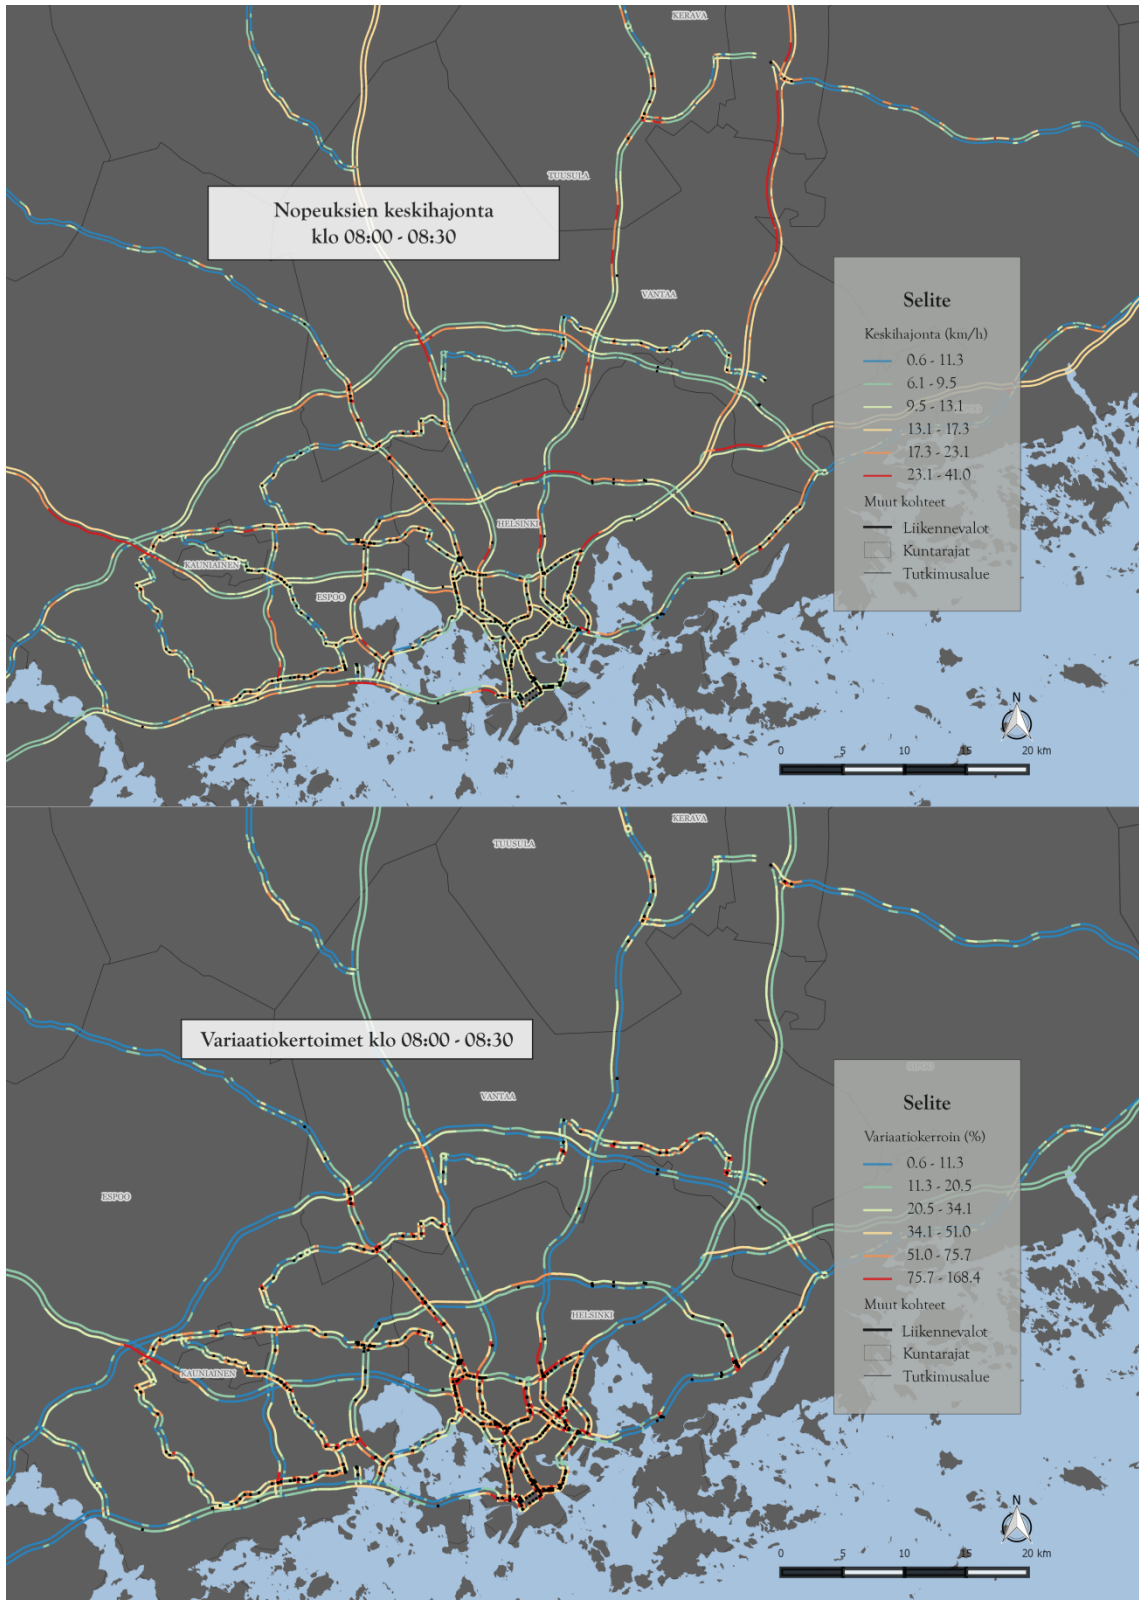 KERAVA
TUUSULA
Nopeuksien keskihajonta
klo 08:00 - 08:30
VANTAA
Selite
Keskihajonta (km/h)
0.6 - 11.3
6.1 - 9.5
9.5 - 13.1
13.1 - 17.3
17.3 - 23.1
23.1 - 41.0
Muut kohteet
Liikennevalot
Kuntarajat
Tutkimusalue
HELSINKI
KAUNIAINEN
ESPOO
N
0 5 10 15 20 km
KERAVA
TUUSULA
Variaatiokertoimet klo 08:00 - 08:30
VANTAA
ESPOO
Selite
Variaatiokerroin (%)
0.6 - 11.3
11.3 - 20.5
20.5 - 34.1
34.1 - 51.0
51.0 - 75.7
75.7 - 168.4
Muut kohteet
Liikennevalot
Kuntarajat
Tutkimusalue
HELSINKI
KAUNIAINEN
N
0 5 10 15 20 km